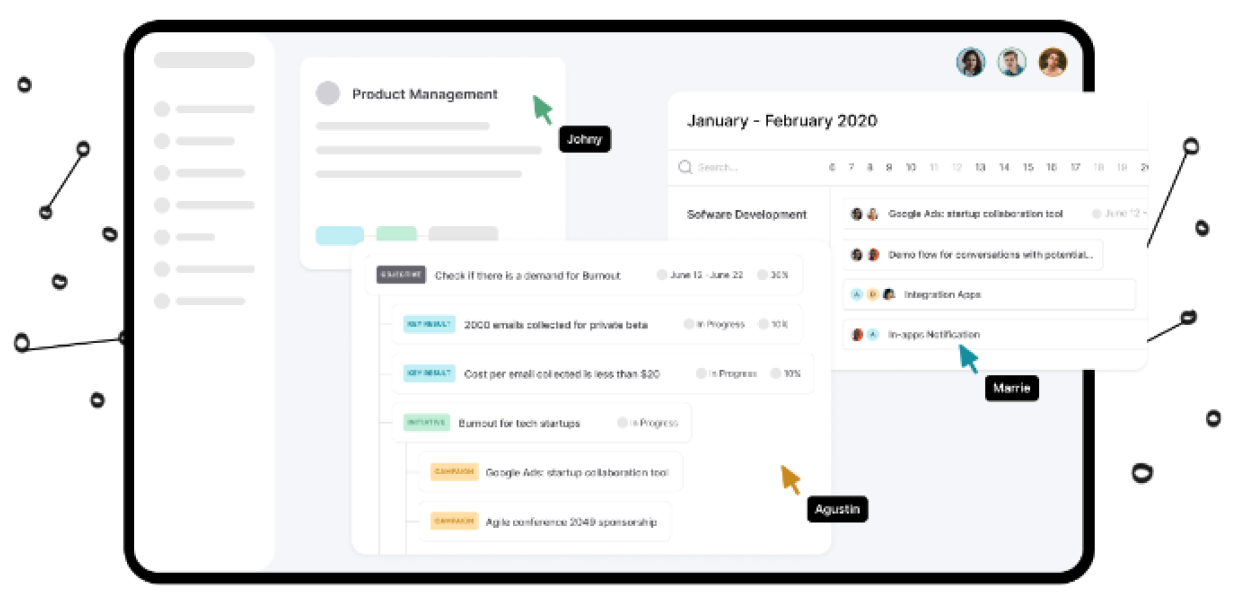 Product Management
Johny
January - February 2020
Search...
6 7 8 9 10 11 12 13 14 15 16 17 18 19
Sofware Development
Google Ads: startup collaboration tool
June 12 -
Demo flow for conversations with potential...
A D Integration Apps
A In-apps Notification
Marrie
OBJECTIVE Check if there is a demand for Burnout June 12 -June 22 30%
KEY RESULT 2000 emails collected for private beta In Progress
KEY RESULT Cost per email collected is less than $20 In Progress 10%
INITIATIVE Burnout for tech startups In Progress
CAMPAIGN Google Ads: startup collaboration tool
CAMPAIGN Agile conference 2049 sponsorship
Agustin